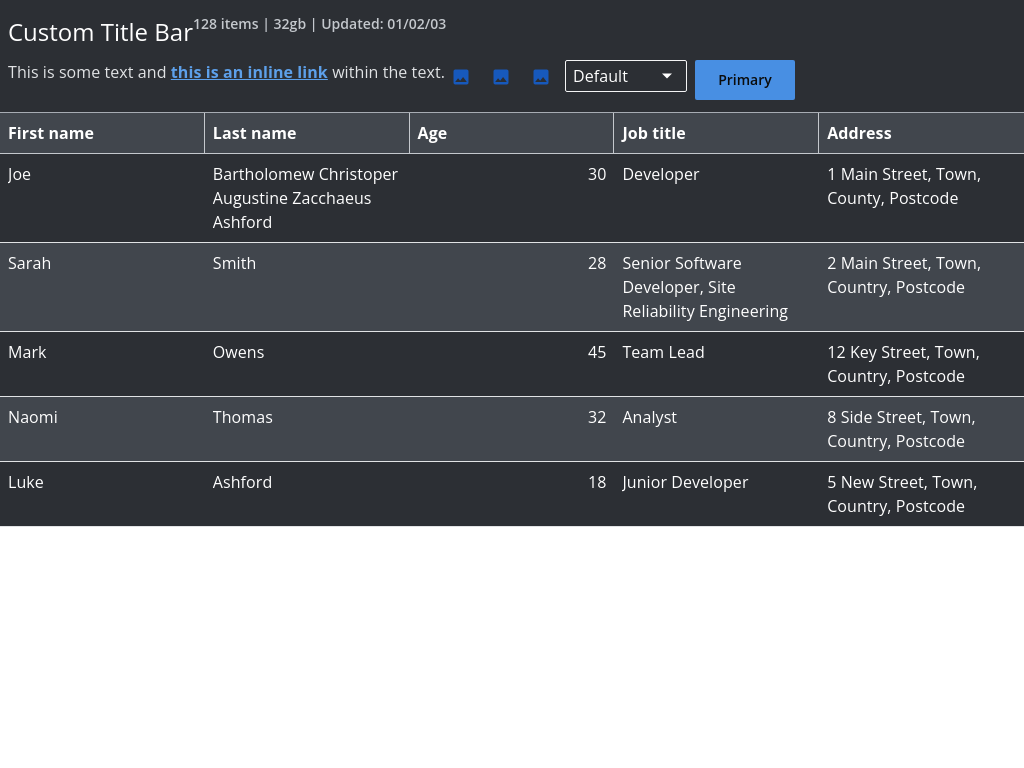 Custom Title Bar 128 items | 32gb | Updated: 01/02/03
This is some text and this is an inline link within the text. Default Primary
First name Last name Age Job title Address
Joe Bartholomew Christoper 30 Developer 1 Main Street, Town,
Augustine Zacchaeus County, Postcode
Ashford
Sarah Smith 28 Senior Software 2 Main Street, Town,
Developer, Site Country, Postcode
Reliability Engineering
Mark Owens 45 Team Lead 12 Key Street, Town,
Country, Postcode
Naomi Thomas 32 Analyst 8 Side Street, Town,
Country, Postcode
Luke Ashford 18 Junior Developer 5 New Street, Town,
Country, Postcode